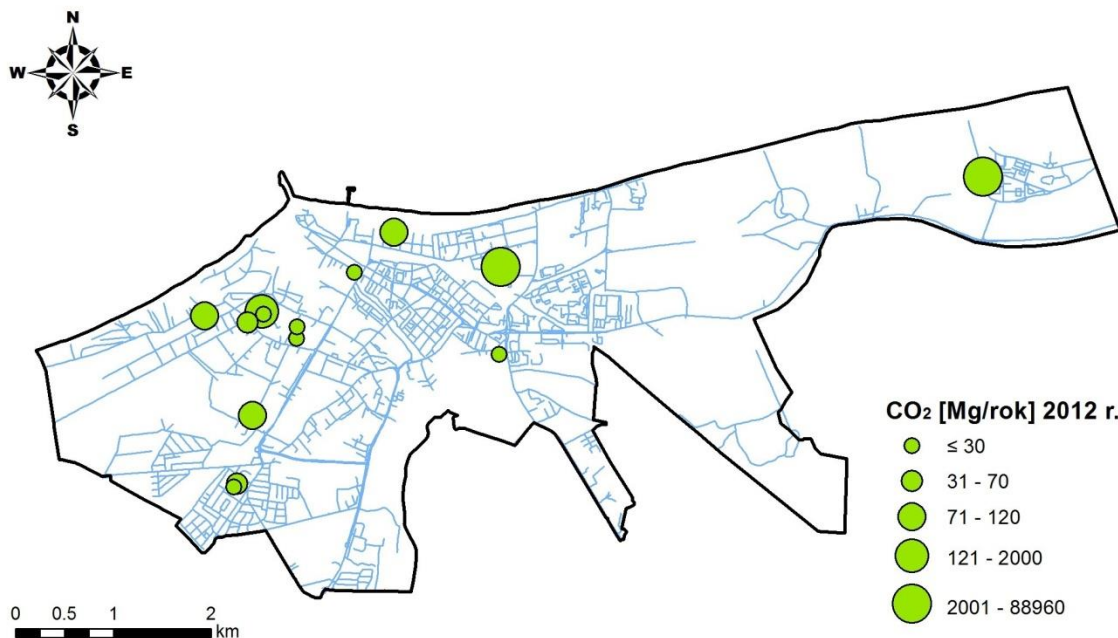 N
W E
S
CO₂ [Mg/rok] 2012 r.
≤ 30
31 - 70
71 - 120
121 - 2000
2001 - 88960
0 0.5 1 2
km